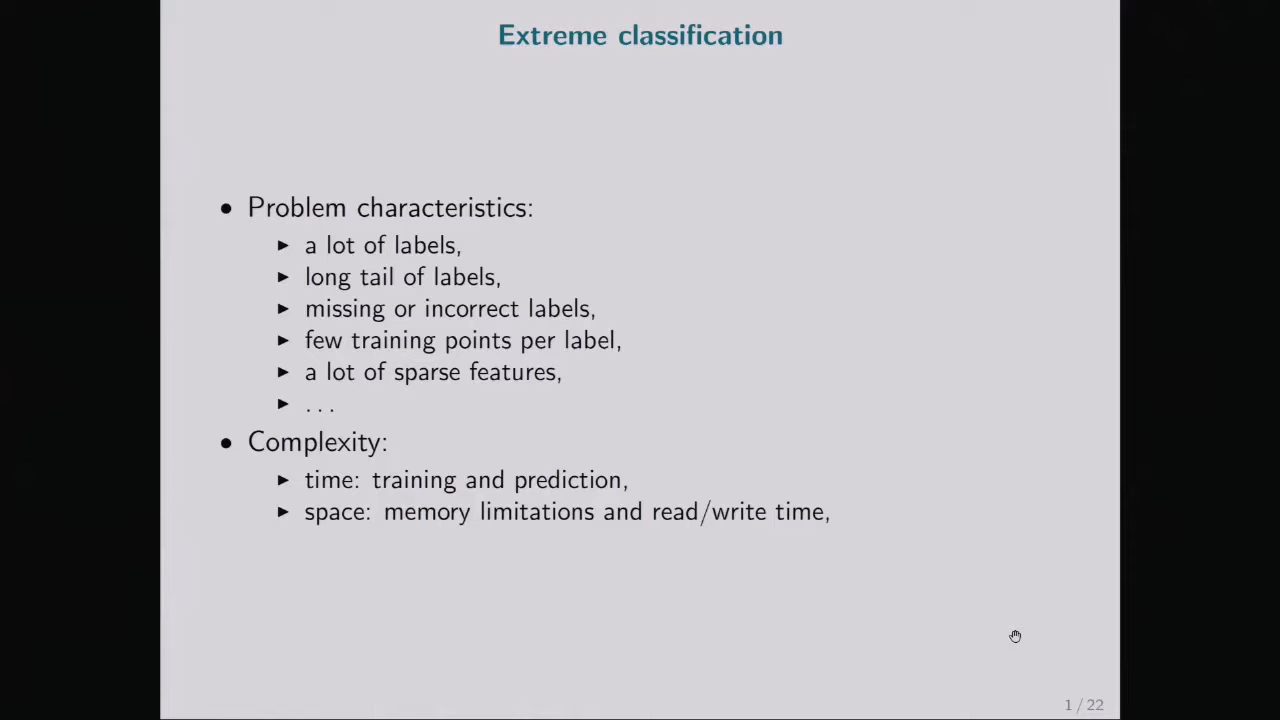 Extreme classification
• Problem characteristics:
▶ a lot of labels,
▶ long tail of labels,
▶ missing or incorrect labels,
▶ few training points per label,
▶ a lot of sparse features,
▶ ...
• Complexity:
▶ time: training and prediction,
▶ space: memory limitations and read/write time,
1 / 22